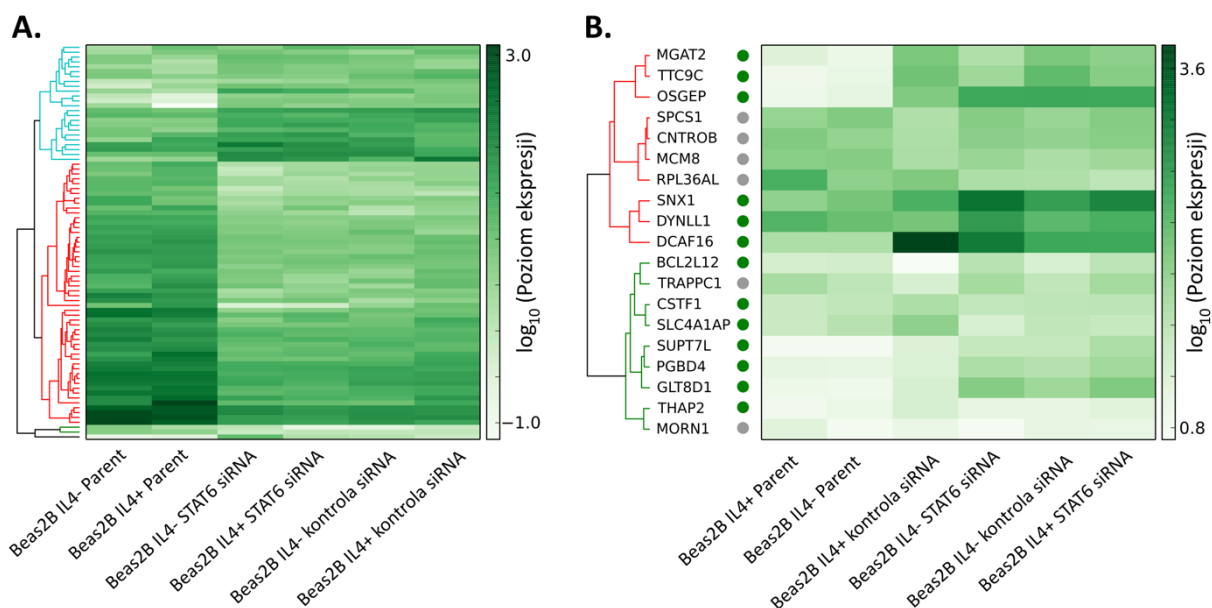 A.
3.0
log10 (Poziom ekspresji)
−1.0
Beas2B IL4- Parent
Beas2B IL4+ Parent
Beas2B IL4- STAT6 siRNA
Beas2B IL4+ STAT6 siRNA
Beas2B IL4- kontrola siRNA
Beas2B IL4+ kontrola siRNA
B.
MGAT2
TTC9C
OSGEP
SPCS1
CNTROB
MCM8
RPL36AL
SNX1
DYNLL1
DCAF16
BCL2L12
TRAPPC1
CSTF1
SLC4A1AP
SUPT7L
PGBD4
GLT8D1
THAP2
MORN1
3.6
log10 (Poziom ekspresji)
0.8
Beas2B IL4+ Parent
Beas2B IL4- Parent
Beas2B IL4+ kontrola siRNA
Beas2B IL4- STAT6 siRNA
Beas2B IL4- kontrola siRNA
Beas2B IL4+ STAT6 siRNA